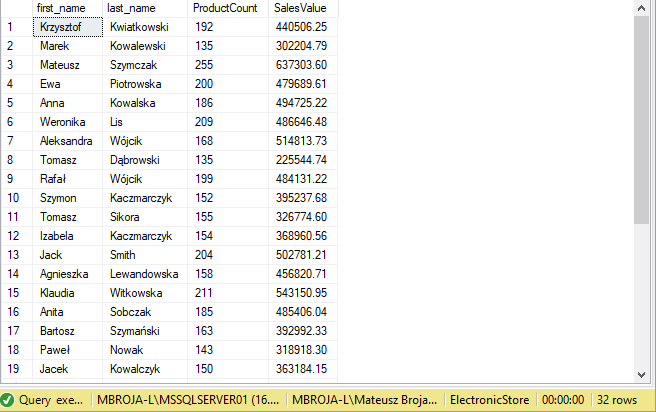 first_name last_name ProductCount SalesValue
1 Krzysztof Kwiatkowski 192 440506.25
2 Marek Kowalewski 135 302204.79
3 Mateusz Szymczak 255 637303.60
4 Ewa Piotrowska 200 479689.61
5 Anna Kowalska 186 494725.22
6 Weronika Lis 209 486646.48
7 Aleksandra Wójcik 168 514813.73
8 Tomasz Dąbrowski 135 225544.74
9 Rafał Wójcik 199 484131.22
10 Szymon Kaczmarczyk 152 395237.68
11 Tomasz Sikora 155 326774.60
12 Izabela Kaczmarczyk 154 368960.56
13 Jack Smith 204 502781.21
14 Agnieszka Lewandowska 158 456820.71
15 Klaudia Witkowska 211 543150.95
16 Anita Sobczak 185 485406.04
17 Bartosz Szymański 163 392992.33
18 Paweł Nowak 143 318918.30
19 Jacek Kowalczyk 150 363184.15
Query exe... MBROJA-L\MSSQLSERVER01 (16.... MBROJA-L\Mateusz Broja... ElectronicStore 00:00:00 32 rows